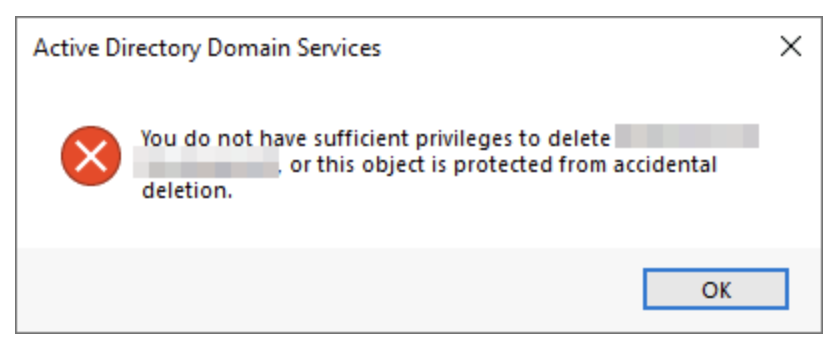 Active Directory Domain Services
You do not have sufficient privileges to delete
, or this object is protected from accidental
deletion.
OK